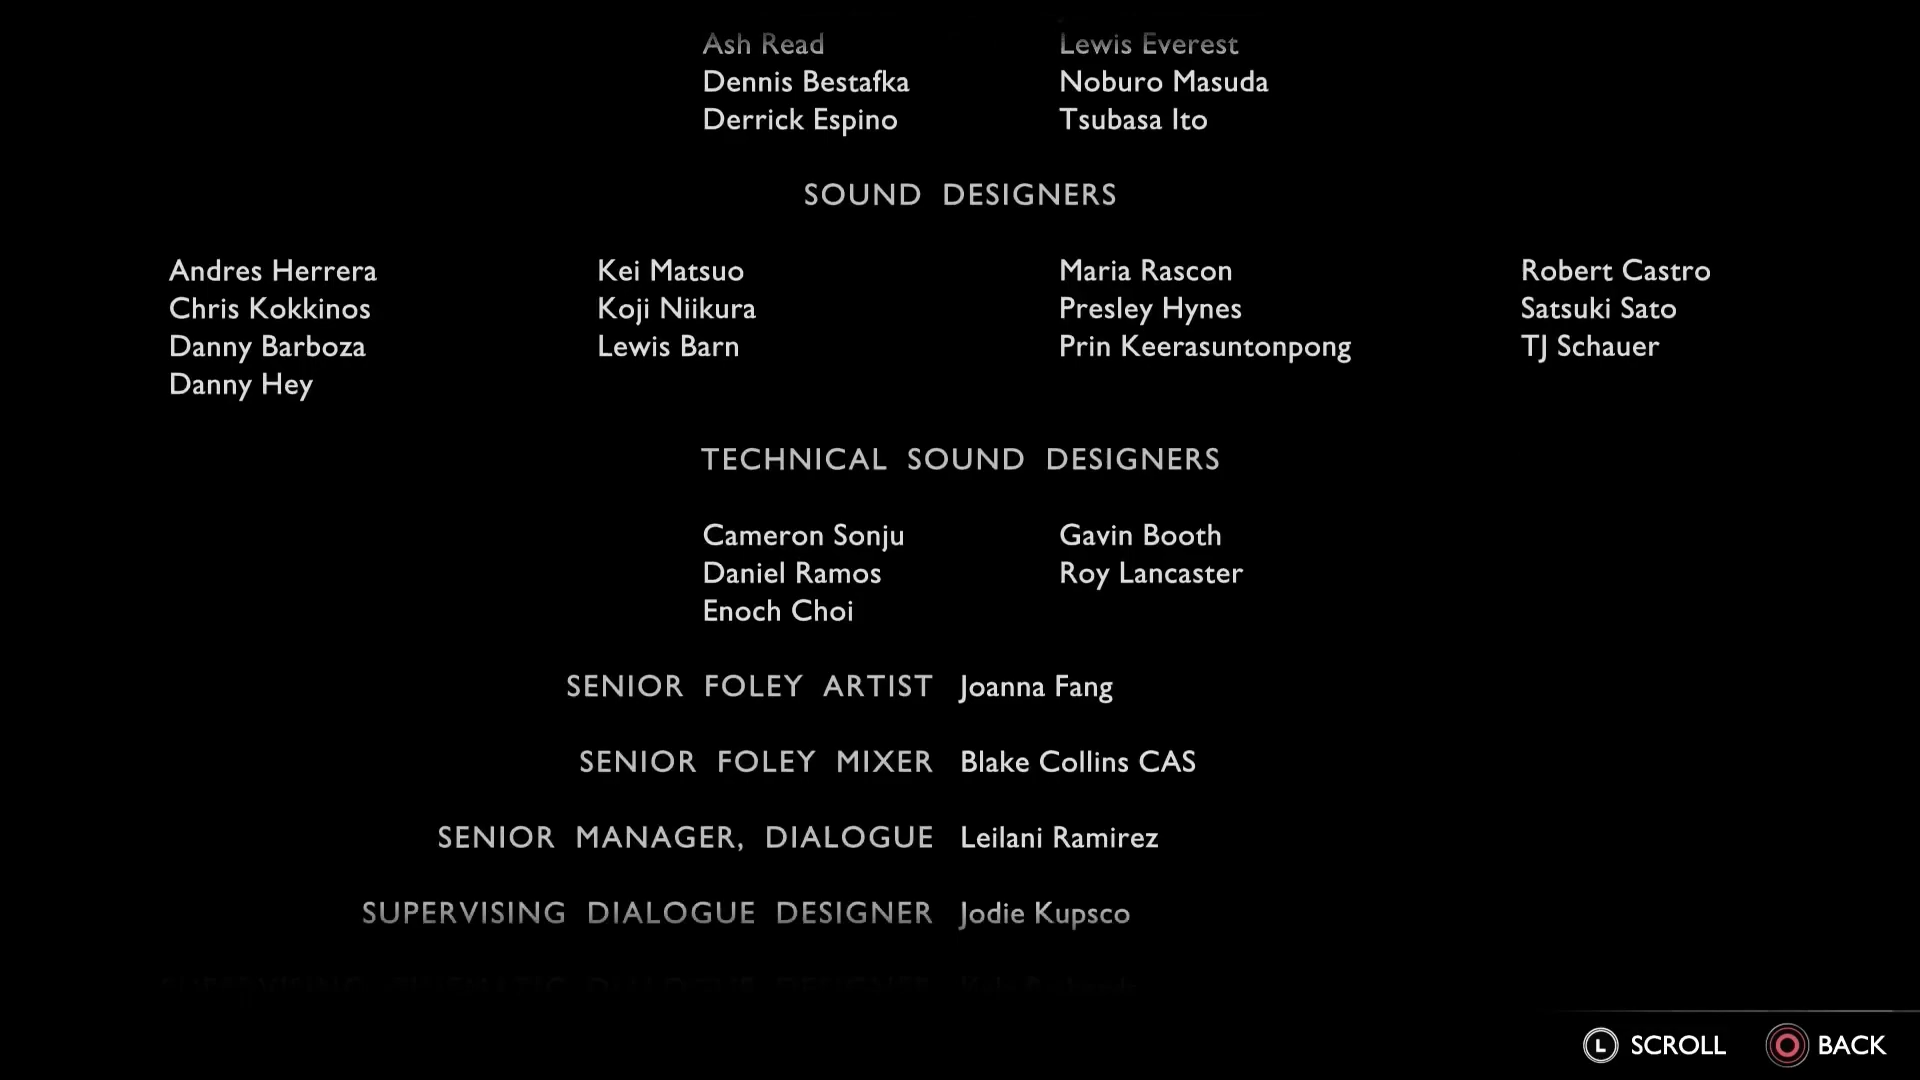 Ash Read Lewis Everest
Dennis Bestafka Noburo Masuda
Derrick Espino Tsubasa Ito
SOUND DESIGNERS
Andres Herrera Kei Matsuo Maria Rascon Robert Castro
Chris Kokkinos Koji Niikura Presley Hynes Satsuki Sato
Danny Barboza Lewis Barn Prin Keerasuntonpong TJ Schauer
Danny Hey
TECHNICAL SOUND DESIGNERS
Cameron Sonju Gavin Booth
Daniel Ramos Roy Lancaster
Enoch Choi
SENIOR FOLEY ARTIST Joanna Fang
SENIOR FOLEY MIXER Blake Collins CAS
SENIOR MANAGER, DIALOGUE Leilani Ramirez
SUPERVISING DIALOGUE DESIGNER Jodie Kupsco
SUPERVISING CINEMATIC DIALOGUE DESIGNER
L SCROLL BACK